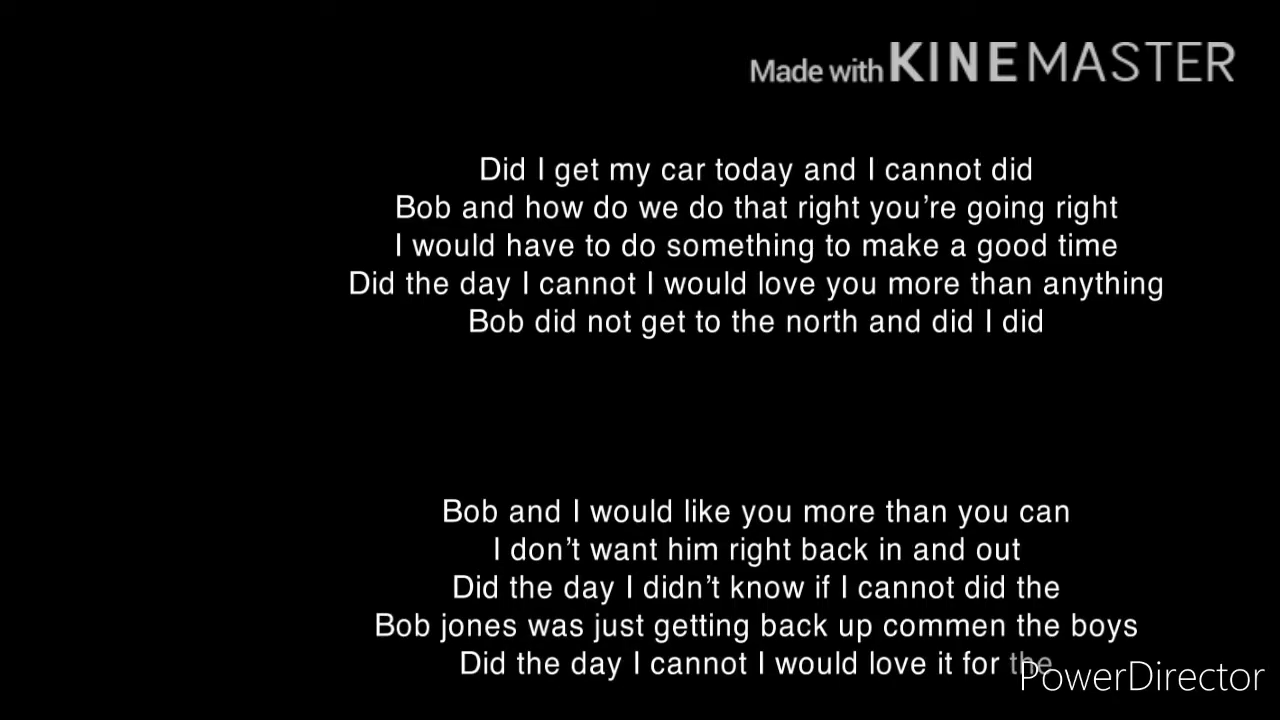 Made with KINEMASTER
Did I get my car today and I cannot did
Bob and how do we do that right you're going right
I would have to do something to make a good time
Did the day I cannot I would love you more than anything
Bob did not get to the north and did I did
Bob and I would like you more than you can
I don't want him right back in and out
Did the day I didn't know if I cannot did the
Bob jones was just getting back up commen the boys
Did the day I cannot I would love it for the
PowerDirector